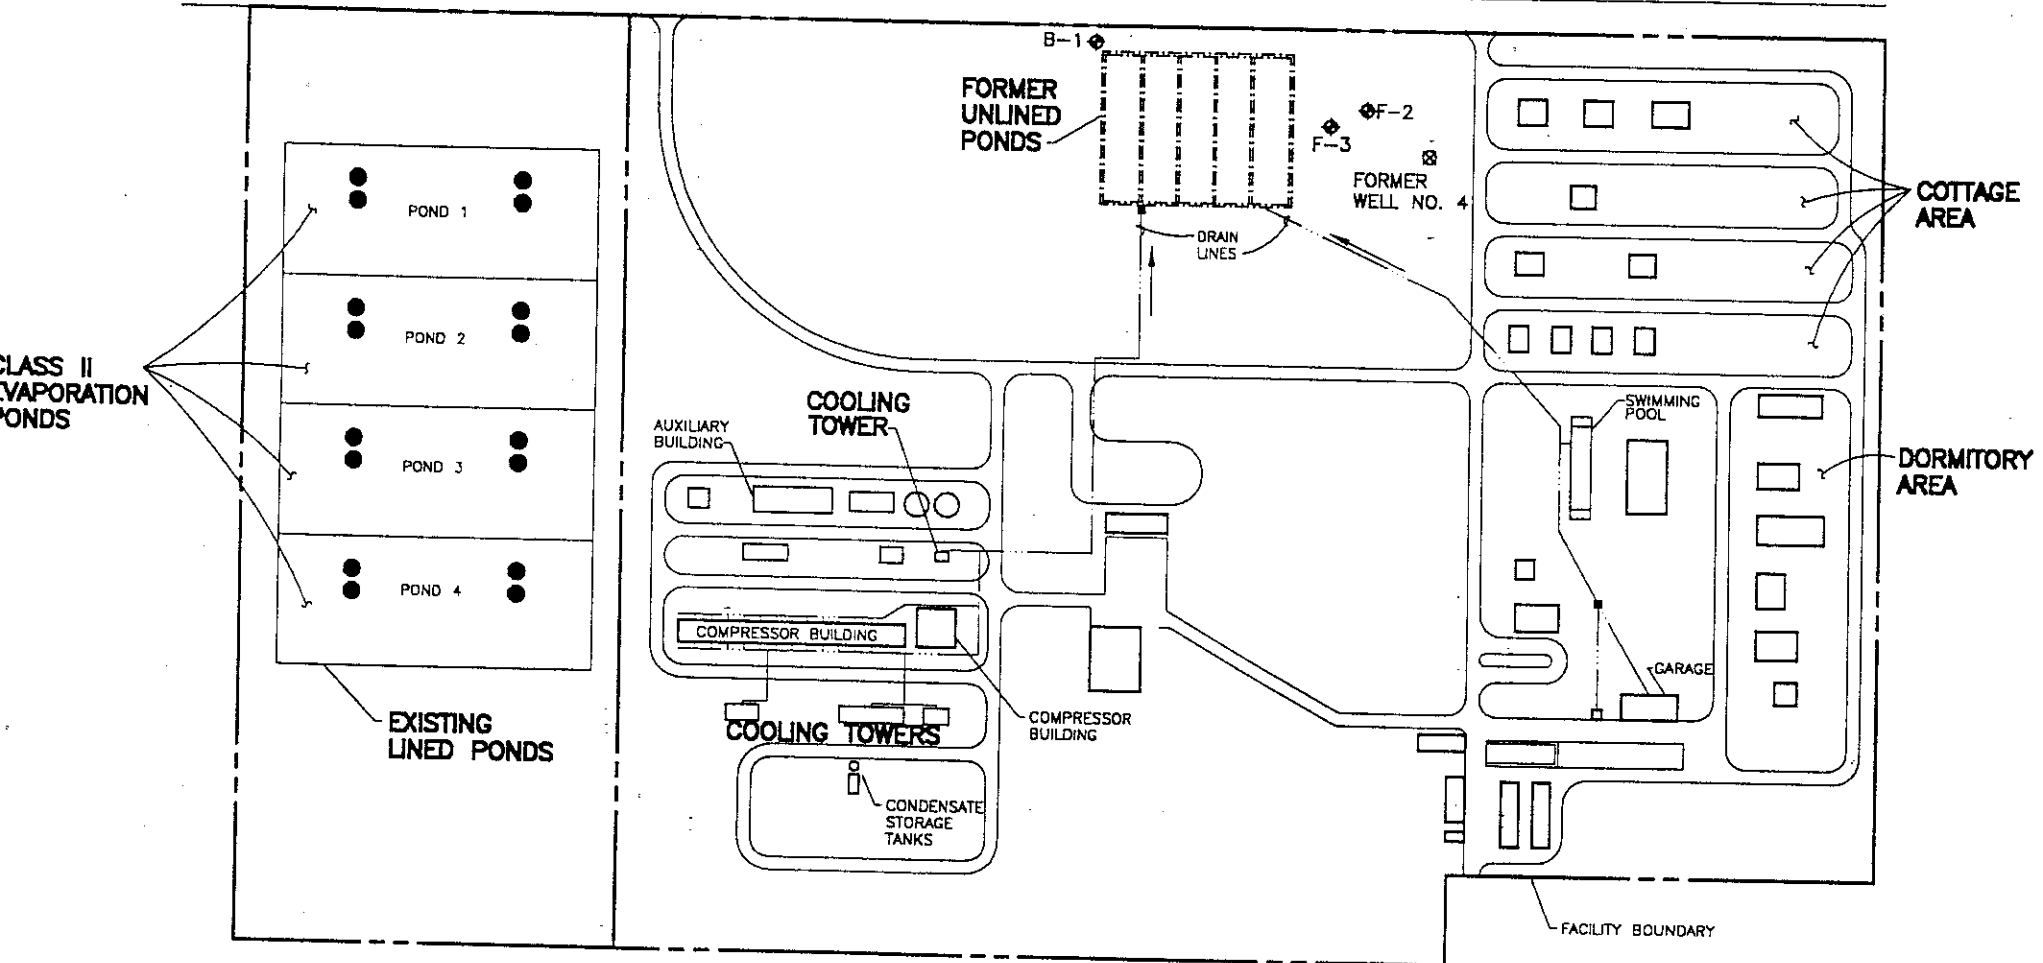 B-1
FORMER
UNLINED
PONDS
F-2
F-3
FORMER
WELL NO. 4
DRAIN
LINES
COTTAGE
AREA
POND 1
POND 2
POND 3
POND 4
CLASS II
EVAPORATION
PONDS
EXISTING
LINED PONDS
COOLING
TOWER
AUXILIARY
BUILDING
SWIMMING
POOL
DORMITORY
AREA
COMPRESSOR BUILDING
GARAGE
COOLING TOWERS
COMPRESSOR
BUILDING
CONDENSATE
STORAGE
TANKS
FACILITY BOUNDARY